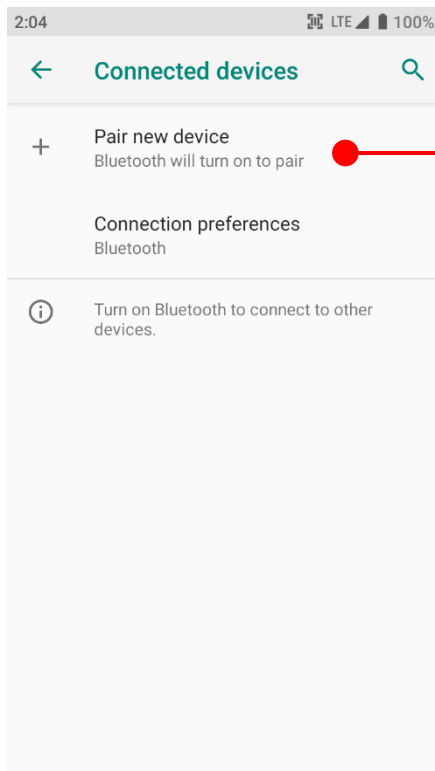 2:04 LTE 100%
Connected devices
Pair new device
Bluetooth will turn on to pair
Connection preferences
Bluetooth
Turn on Bluetooth to connect to other
devices.